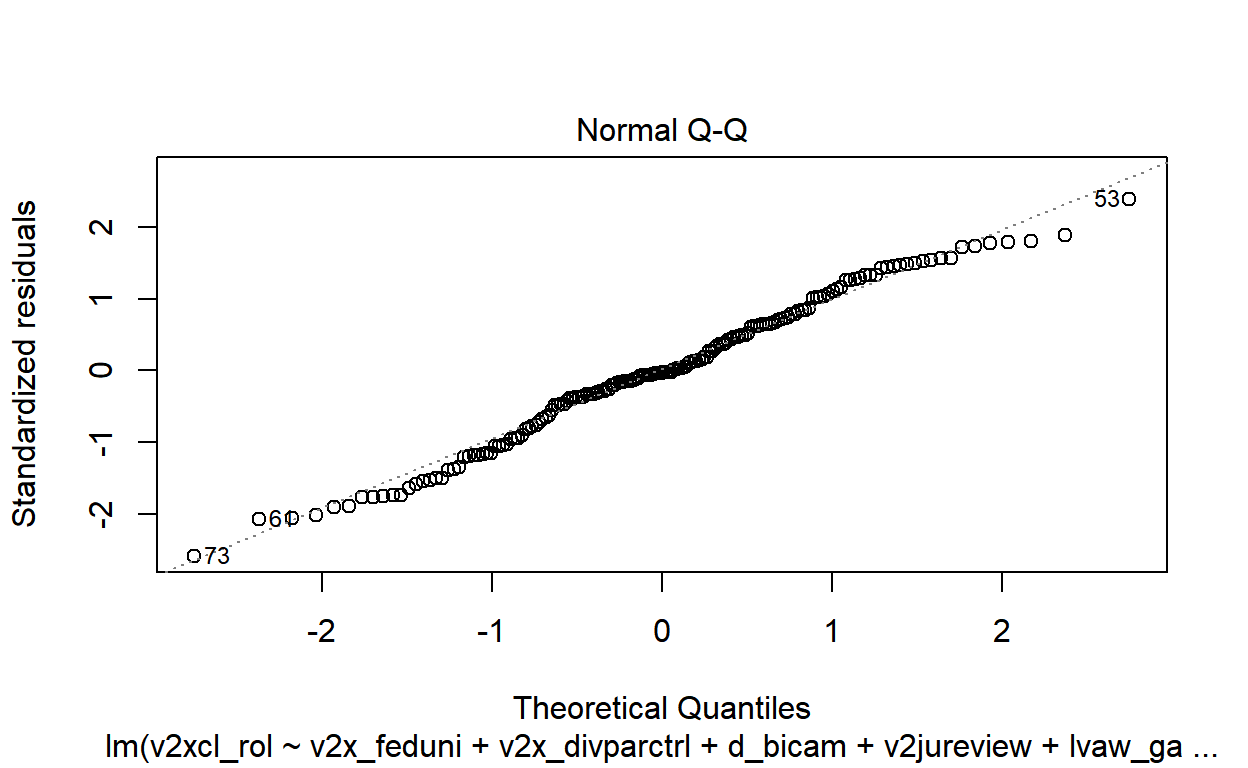 Normal Q-Q
Standardized residuals
2
1
0
-1
-2
53
61
73
-2 -1 0 1 2
Theoretical Quantiles
lm(v2xcl_rol ~ v2x_feduni + v2x_divparctrl + d_bicam + v2jureview + lvaw_ga ...